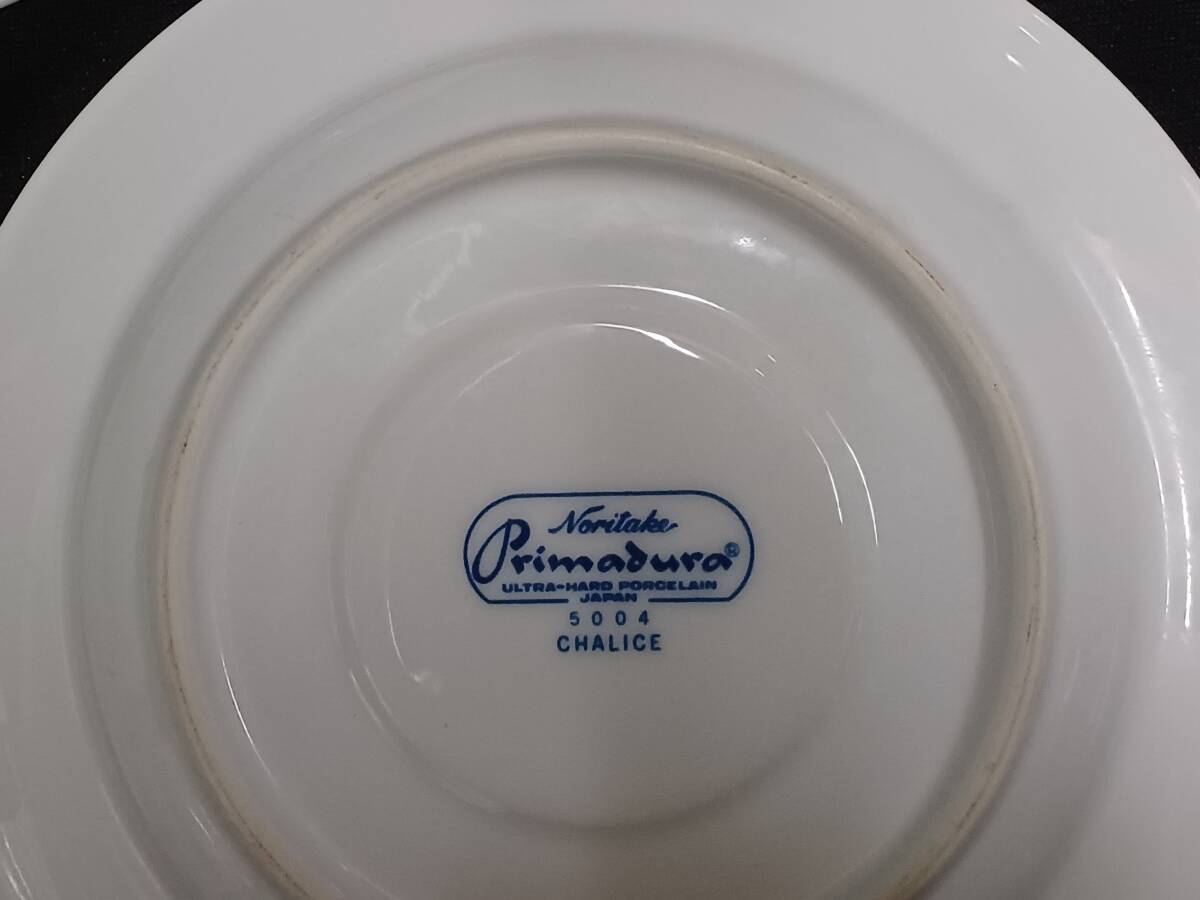 Noritake
Primadura®
ULTRA-HARD PORCELAIN
JAPAN
5004
CHALICE